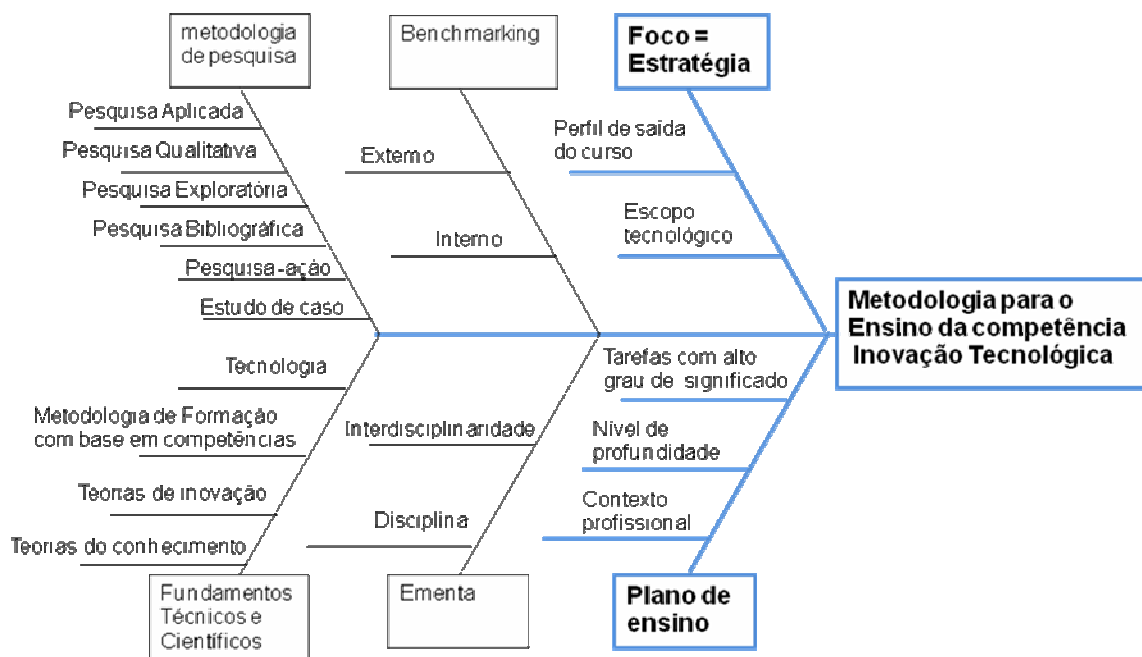 metodologia
de pesquisa
Benchmarking
Foco =
Estratégia
Pesquisa Aplicada
Pesquisa Qualitativa
Pesquisa Exploratória
Pesquisa Bibliográfica
Pesquisa-ação
Estudo de caso
Externo
Interno
Perfil de saída
do curso
Escopo
tecnológico
Metodologia para o
Ensino da competência
Inovação Tecnológica
Tecnologia
Metodologia de Formação
com base em competências
Teorias de inovação
Teorias do conhecimento
Interdisciplinaridade
Disciplina
Tarefas com alto
grau de significado
Nível de
profundidade
Contexto
profissional
Fundamentos
Técnicos e
Científicos
Ementa
Plano de
ensino